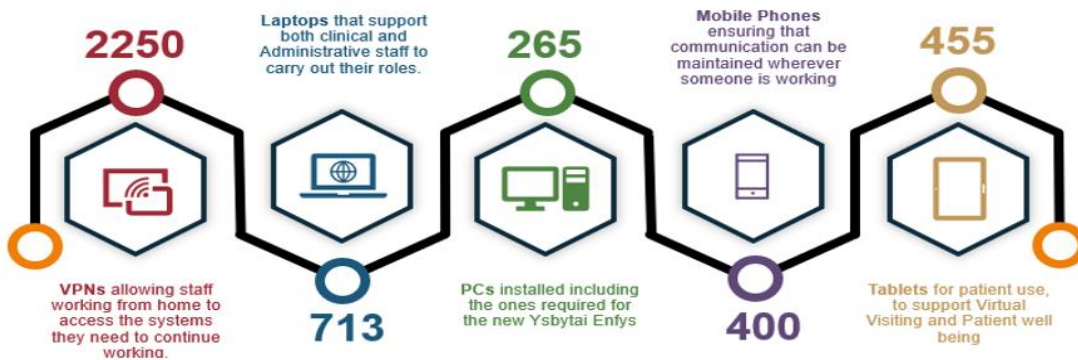 2250
VPNs allowing staff
working from home to
access the systems
they need to continue
working.
Laptops that support
both clinical and
Administrative staff to
carry out their roles.
713
265
PCs installed including
the ones required for
the new Ysbytai Enfys
Mobile Phones
ensuring that
communication can be
maintained wherever
someone is working
400
455
Tablets for patient use,
to support Virtual
Visiting and Patient well
being